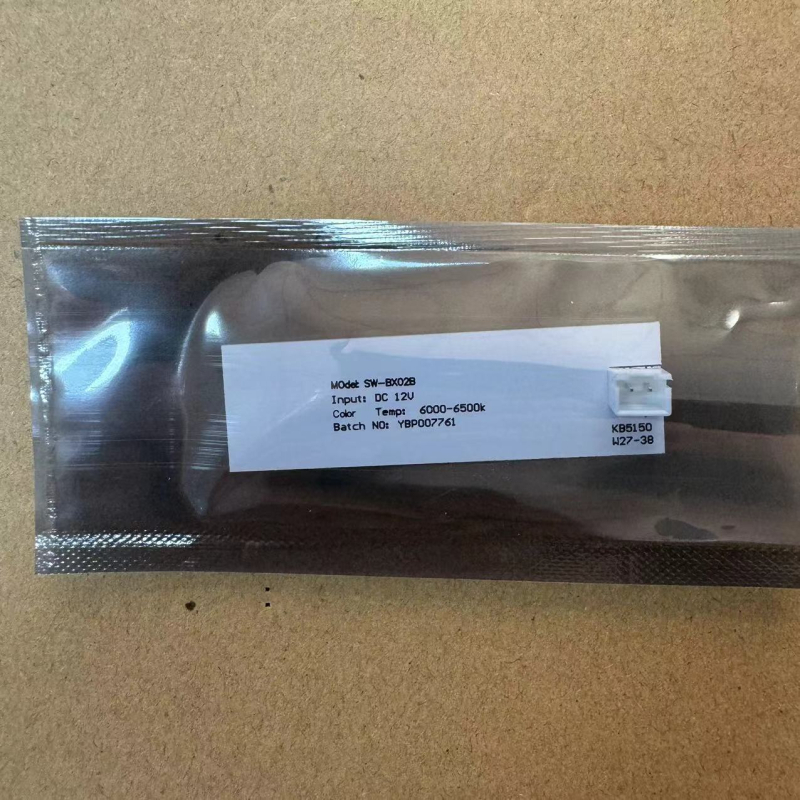 MOdel: SW-BX02B
Input: DC 12V
Color Temp: 6000-6500k
Batch NO: YBP007761
KB5150
W27-38